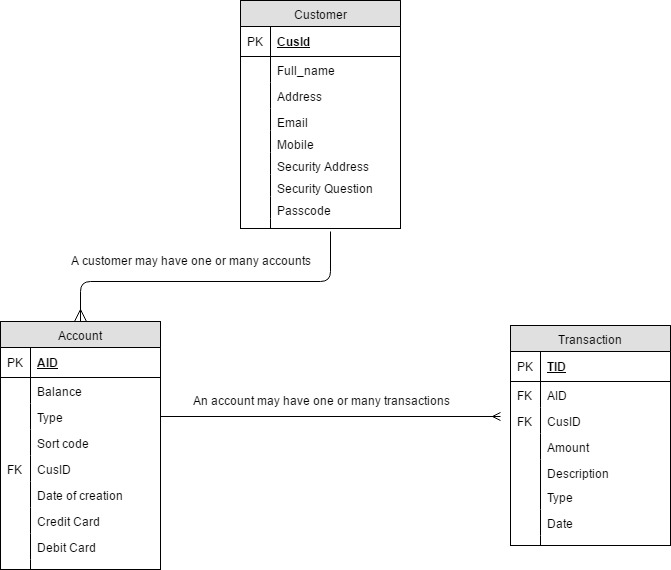 Customer
PK CusId
Full_name
Address
Email
Mobile
Security Address
Security Question
Passcode
A customer may have one or many accounts
Account
PK AID
Balance
Type
Sort code
FK CusID
Date of creation
Credit Card
Debit Card
An account may have one or many transactions
Transaction
PK TID
FK AID
FK CusID
Amount
Description
Type
Date